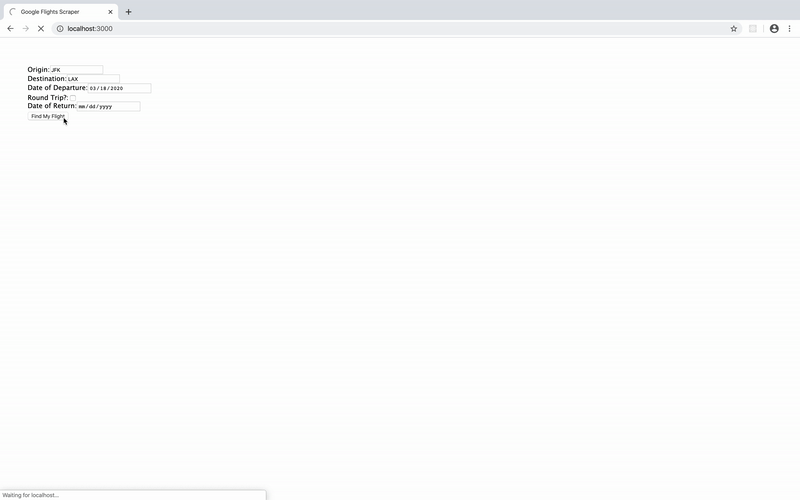 Google Flights Scraper
localhost:3000
Origin: JFK
Destination: LAX
Date of Departure: 03/18/2020
Round Trip?:
Date of Return: mm/dd/yyyy
Find My Flight
Waiting for localhost...